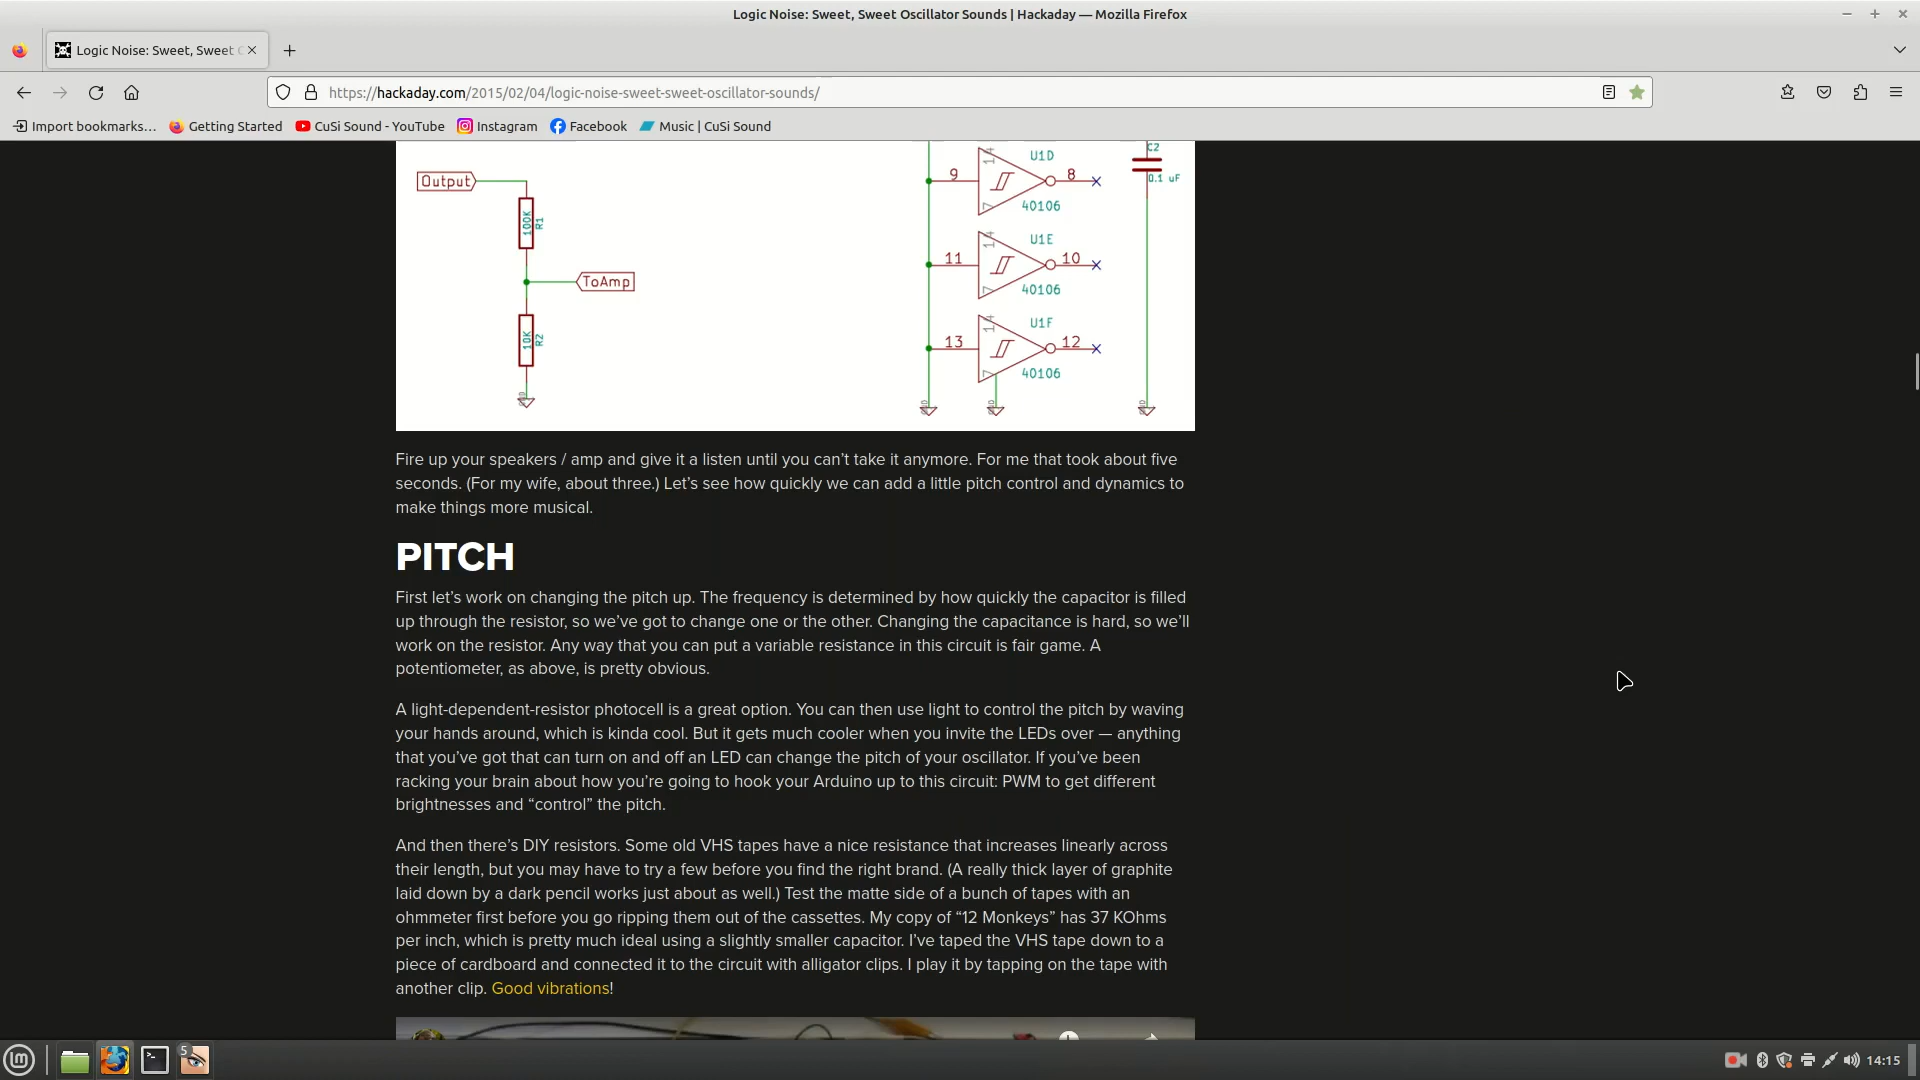 Logic Noise: Sweet, Sweet Oscillator Sounds | Hackaday — Mozilla Firefox
Logic Noise: Sweet, Sweet
https://hackaday.com/2015/02/04/logic-noise-sweet-sweet-oscillator-sounds/
Import bookmarks… Getting Started CuSi Sound - YouTube Instagram Facebook Music | CuSi Sound
C2
0.1 uF
Output
100K R1
ToAmp
10K R2
GND
14 U1D
9 8
7 40106
14 U1E
11 10
7 40106
14 U1F
13 12
7 40106
GND GND GND
Fire up your speakers / amp and give it a listen until you can’t take it anymore. For me that took about five
seconds. (For my wife, about three.) Let’s see how quickly we can add a little pitch control and dynamics to
make things more musical.
PITCH
First let’s work on changing the pitch up. The frequency is determined by how quickly the capacitor is filled
up through the resistor, so we’ve got to change one or the other. Changing the capacitance is hard, so we’ll
work on the resistor. Any way that you can put a variable resistance in this circuit is fair game. A
potentiometer, as above, is pretty obvious.
A light-dependent-resistor photocell is a great option. You can then use light to control the pitch by waving
your hands around, which is kinda cool. But it gets much cooler when you invite the LEDs over — anything
that you’ve got that can turn on and off an LED can change the pitch of your oscillator. If you’ve been
racking your brain about how you’re going to hook your Arduino up to this circuit: PWM to get different
brightnesses and “control” the pitch.
And then there’s DIY resistors. Some old VHS tapes have a nice resistance that increases linearly across
their length, but you may have to try a few before you find the right brand. (A really thick layer of graphite
laid down by a dark pencil works just about as well.) Test the matte side of a bunch of tapes with an
ohmmeter first before you go ripping them out of the cassettes. My copy of “12 Monkeys” has 37 KOhms
per inch, which is pretty much ideal using a slightly smaller capacitor. I’ve taped the VHS tape down to a
piece of cardboard and connected it to the circuit with alligator clips. I play it by tapping on the tape with
another clip. Good vibrations!
5
14:15